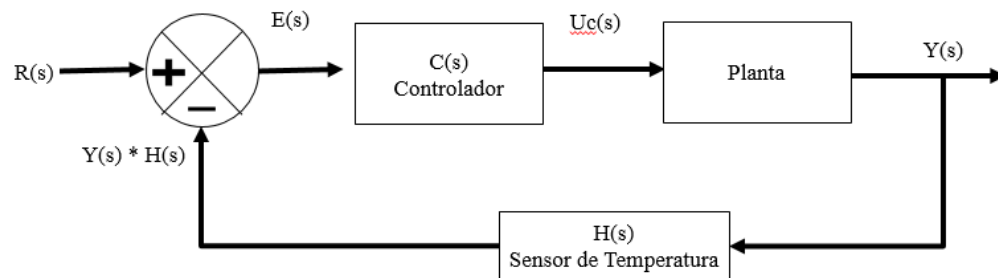 E(s)
Uc(s)
R(s)
+
−
C(s)
Controlador
Planta
Y(s)
Y(s) * H(s)
H(s)
Sensor de Temperatura